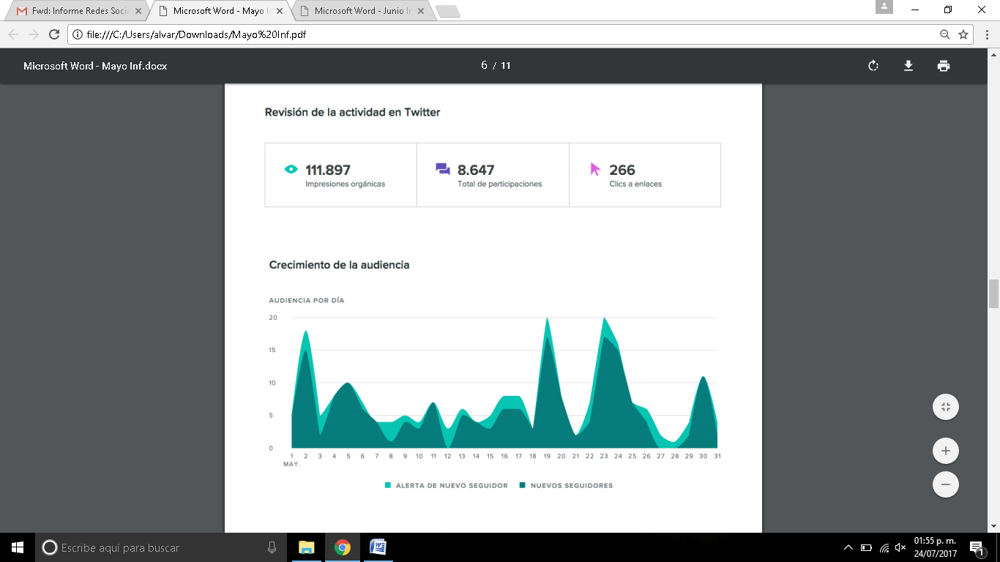 Fwd: Informe Redes Soci
Microsoft Word - Mayo I
Microsoft Word - Junio I
file:///C:/Users/alvar/Downloads/Mayo%20Inf.pdf
Microsoft Word - Mayo Inf.docx
6 / 11
Revisión de la actividad en Twitter
111.897
Impresiones orgánicas
8.647
Total de participaciones
266
Clics a enlaces
Crecimiento de la audiencia
AUDIENCIA POR DÍA
20
15
10
5
0
1 2 3 4 5 6 7 8 9 10 11 12 13 14 15 16 17 18 19 20 21 22 23 24 25 26 27 28 29 30 31
MAY.
ALERTA DE NUEVO SEGUIDOR NUEVOS SEGUIDORES
Escribe aquí para buscar
01:55 p. m.
24/07/2017
1